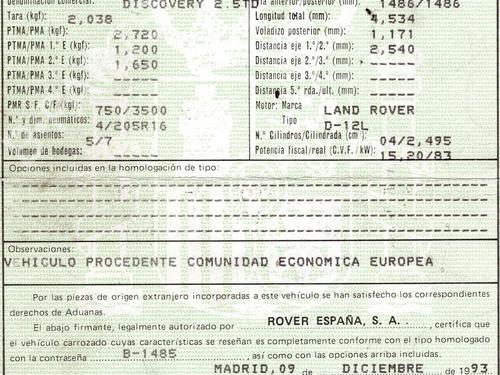 Denominación comercial: DISCOVERY 2.5TD Vía anterior/posterior (mm): 1486/1486
Tara (kgf): 2,038 Longitud total (mm): 4,534
PTMA/PMA (kgf) 2,720 Voladizo posterior (mm): 1,171
PTMA/PMA 1.° E (kgf): 1,200 Distancia eje 1.°/2.° (mm): 2,540
PTMA/PMA 2.° E (kgf): 1,650 Distancia eje 2.°/3.° (mm): -----
PTMA/PMA 3.° E (kgf): ----- Distancia eje 3.°/4.° (mm): -----
PTMA/PMA 4.° E (kgf): ----- Distancia 5.ª rda./ult. (mm): -----
PMR S.F. C/F (kgf): 750/3500 Motor: Marca LAND ROVER
N.° y dim. neumáticos: 4/205R16 Tipo D-12L
N.° de asientos: 5/7 N.° Cilindros/Cilindrada (cm³): 04/2,495
Volumen de bodegas: ----- Potencia fiscal/real (C.V.F./kW): 15,20/83
Opciones incluidas en la homologación de tipo:
Observaciones:
VEHICULO PROCEDENTE COMUNIDAD ECONOMICA EUROPEA
Por las piezas de origen extranjero incorporadas a este vehículo se han satisfecho los correspondientes
derechos de Aduanas.
El abajo firmante, legalmente autorizado por ROVER ESPAÑA, S. A. , certifica que
el vehículo carrozado cuyas características se reseñan es completamente conforme con el tipo homologado
con la contraseña B-1485, así como con las opciones arriba incluidas.
MADRID, 09 de DICIEMBRE de 1993